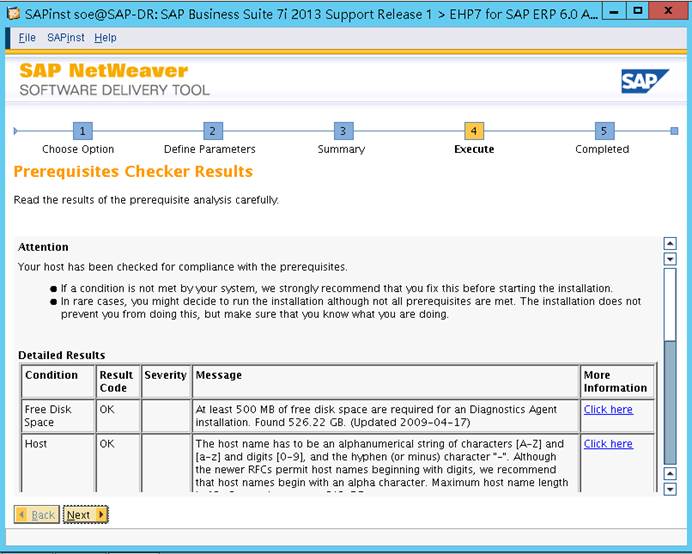 SAPinst soe@SAP-DR: SAP Business Suite 7i 2013 Support Release 1 > EHP7 for SAP ERP 6.0 A...
File SAPinst Help
SAP NetWeaver
SOFTWARE DELIVERY TOOL
SAP
1 2 3 4 5
Choose Option Define Parameters Summary Execute Completed
Prerequisites Checker Results
Read the results of the prerequisite analysis carefully.
Attention
Your host has been checked for compliance with the prerequisites.
● If a condition is not met by your system, we strongly recommend that you fix this before starting the installation.
● In rare cases, you might decide to run the installation although not all prerequisites are met. The installation does
not prevent you from doing this, but make sure that you know what you are doing.
Detailed Results
Condition Result Code Severity Message More Information
Free Disk Space OK At least 500 MB of free disk space are required for an Diagnostics Agent
installation. Found 526.22 GB. (Updated 2009-04-17) Click here
Host OK The host name has to be an alphanumerical string of characters [A-Z] and
[a-z] and digits [0-9], and the hyphen (or minus) character "-". Although
the newer RFCs permit host names beginning with digits, we recommend
that host names begin with an alpha character. Maximum host name length Click here
Back Next